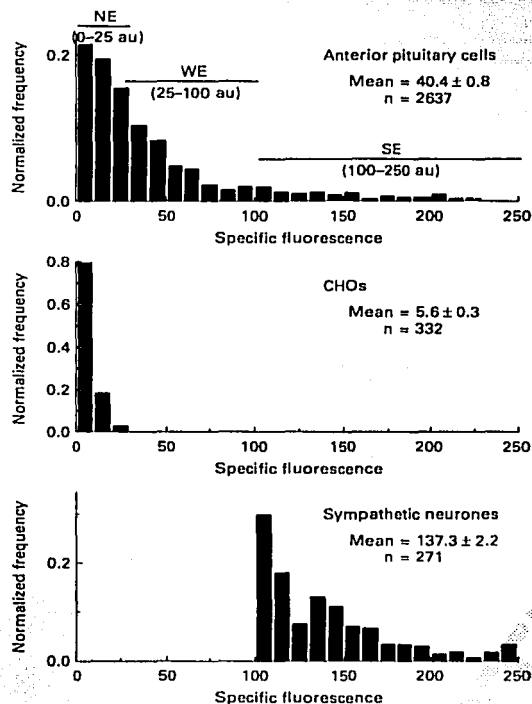 NE
(0–25 au)
WE
(25–100 au)
SE
(100–250 au)
Anterior pituitary cells
Mean = 40.4 ± 0.8
n = 2637
Normalized frequency
0.2
0.0
0 50 100 150 200 250
Specific fluorescence
CHOs
Mean = 5.6 ± 0.3
n = 332
Normalized frequency
0.8
0.6
0.4
0.2
0.0
0 50 100 150 200 250
Specific fluorescence
Sympathetic neurones
Mean = 137.3 ± 2.2
n = 271
Normalized frequency
0.2
0.0
0 50 100 150 200 250
Specific fluorescence